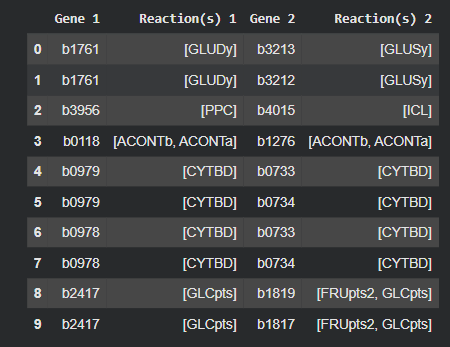 Gene 1 Reaction(s) 1 Gene 2 Reaction(s) 2
0 b1761 [GLUDy] b3213 [GLUSy]
1 b1761 [GLUDy] b3212 [GLUSy]
2 b3956 [PPC] b4015 [ICL]
3 b0118 [ACONTb, ACONTa] b1276 [ACONTb, ACONTa]
4 b0979 [CYTBD] b0733 [CYTBD]
5 b0979 [CYTBD] b0734 [CYTBD]
6 b0978 [CYTBD] b0733 [CYTBD]
7 b0978 [CYTBD] b0734 [CYTBD]
8 b2417 [GLCpts] b1819 [FRUpts2, GLCpts]
9 b2417 [GLCpts] b1817 [FRUpts2, GLCpts]